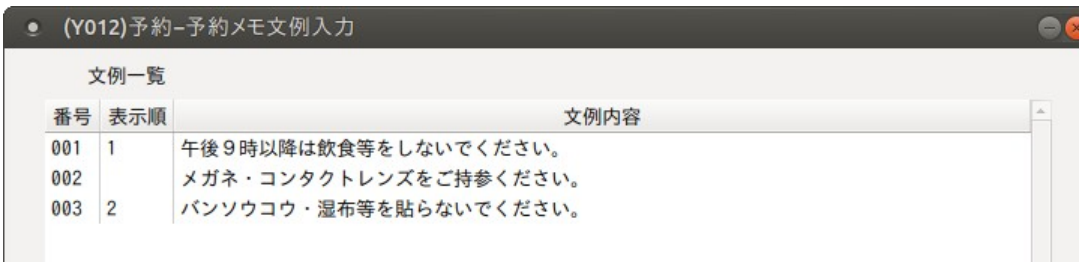 (Y012)予約−予約メモ文例入力
文例一覧
番号 表示順 文例内容
001 1 午後９時以降は飲食等をしないでください。
002 メガネ・コンタクトレンズをご持参ください。
003 2 バンソウコウ・湿布等を貼らないでください。